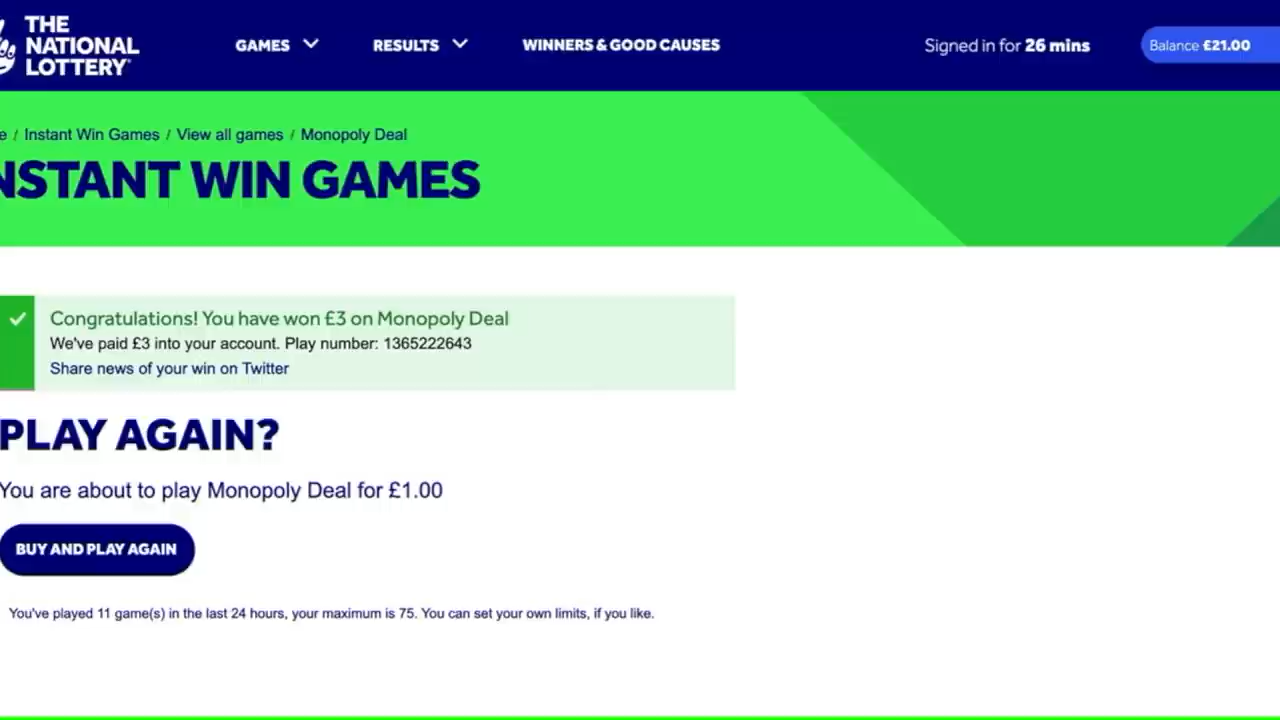 THE
NATIONAL
LOTTERY
GAMES RESULTS WINNERS & GOOD CAUSES Signed in for 26 mins Balance £21.00
e / Instant Win Games / View all games / Monopoly Deal
NSTANT WIN GAMES
Congratulations! You have won £3 on Monopoly Deal
We've paid £3 into your account. Play number: 1365222643
Share news of your win on Twitter
PLAY AGAIN?
You are about to play Monopoly Deal for £1.00
BUY AND PLAY AGAIN
You've played 11 game(s) in the last 24 hours, your maximum is 75. You can set your own limits, if you like.